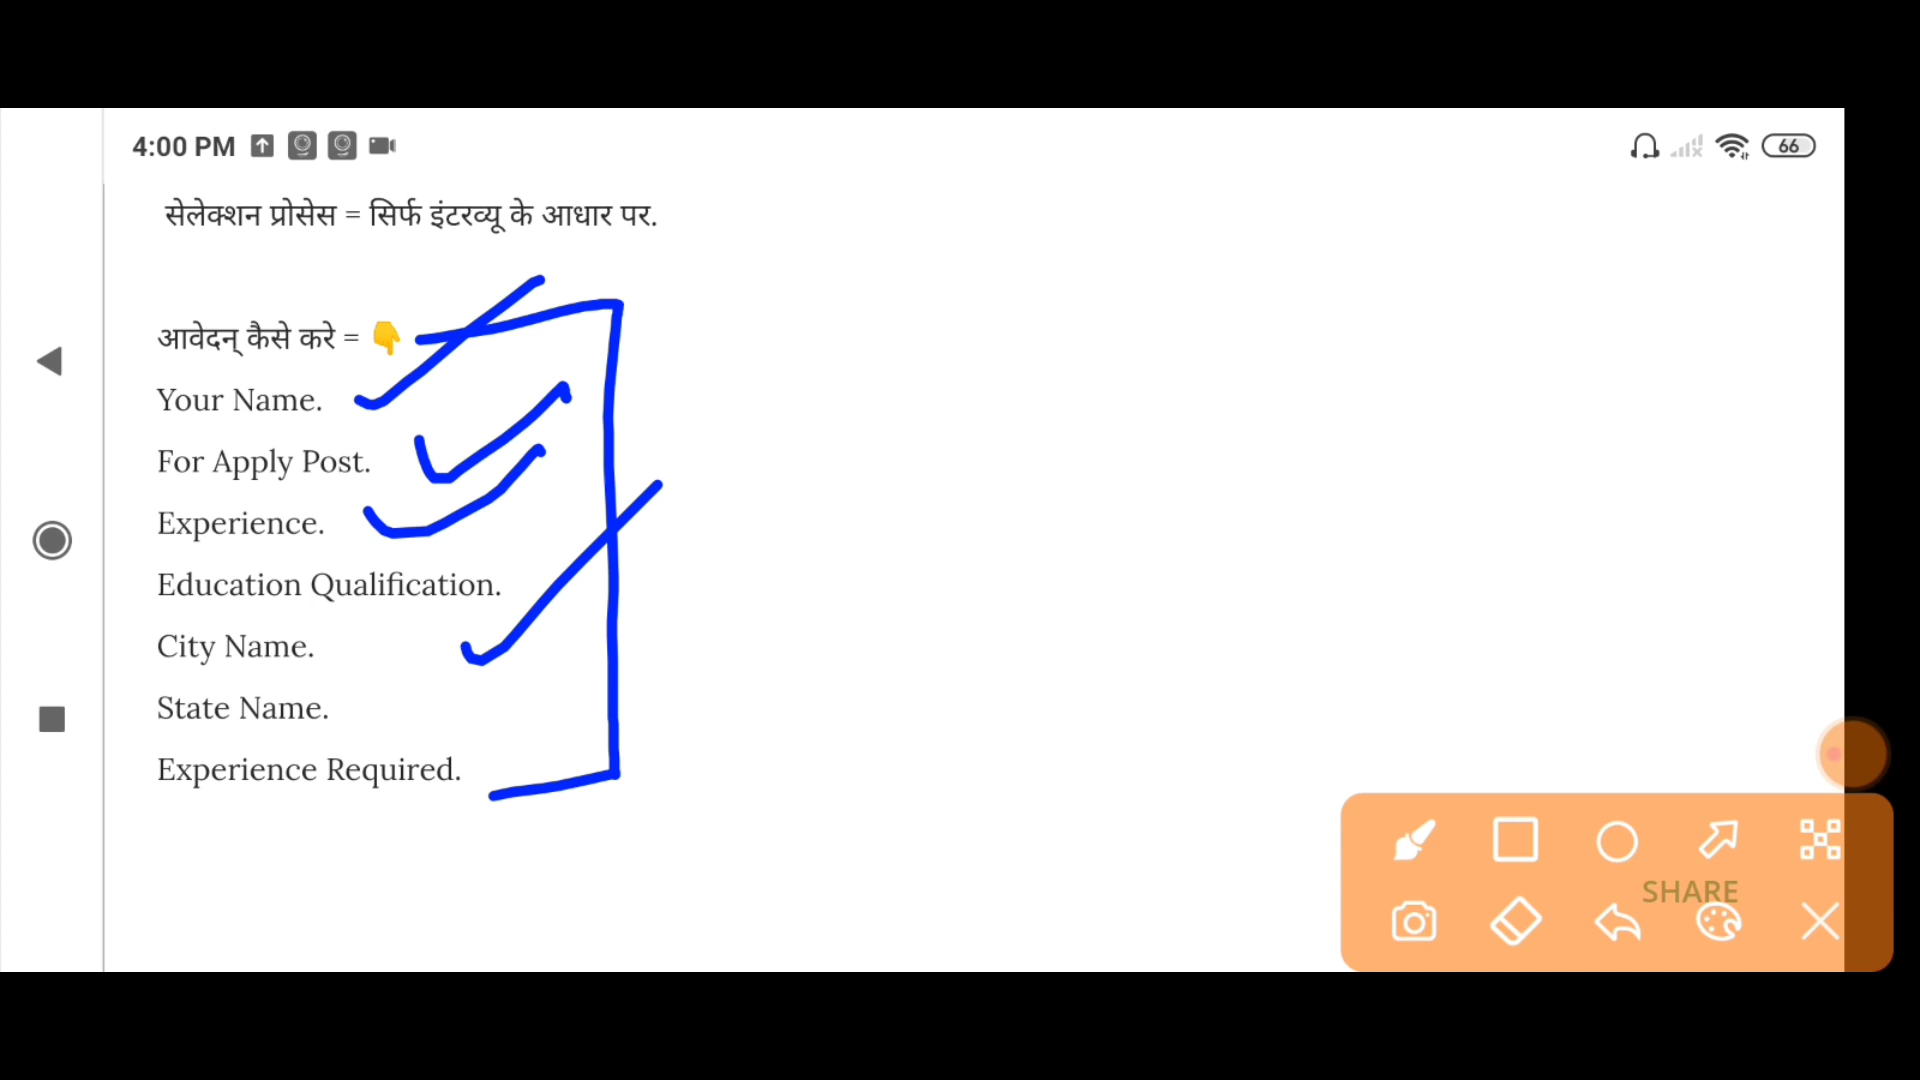 4:00 PM 66
सेलेक्शन प्रोसेस = सिर्फ इंटरव्यू के आधार पर.
आवेदन् कैसे करे = 👇
Your Name.
For Apply Post.
Experience.
Education Qualification.
City Name.
State Name.
Experience Required.
SHARE